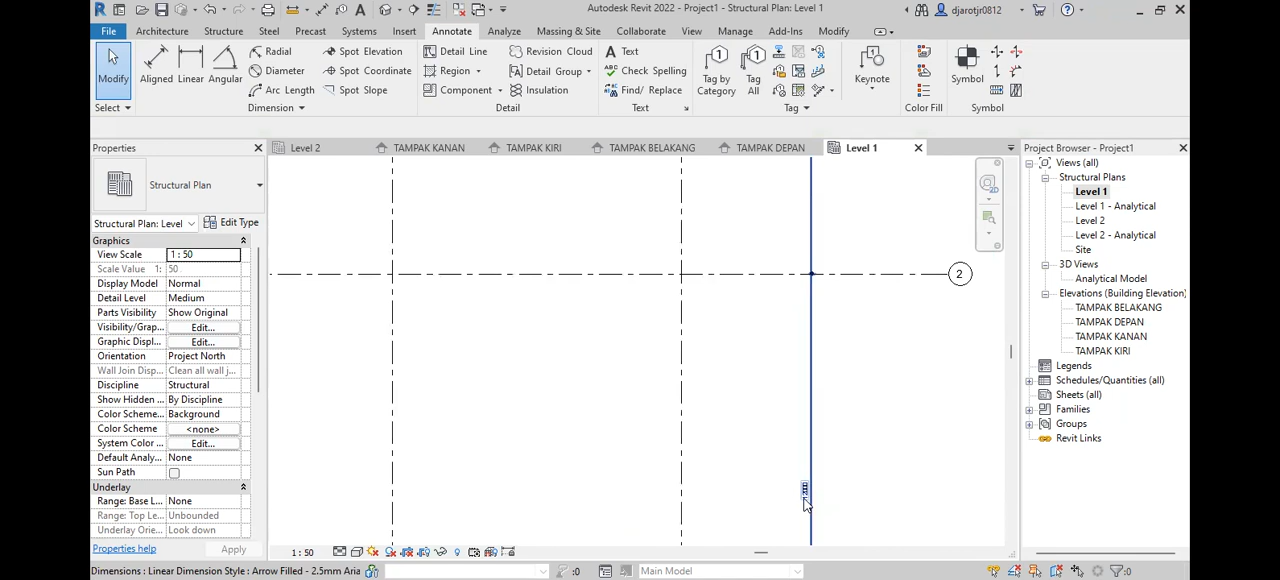 Autodesk Revit 2022 - Project1 - Structural Plan: Level 1
djarotjr0812
File Architecture Structure Steel Precast Systems Insert Annotate Analyze Massing & Site Collaborate View Manage Add-Ins Modify
Modify
Select
Aligned Linear Angular
Radial
Diameter
Arc Length
Spot Elevation
Spot Coordinate
Spot Slope
Dimension
Detail Line
Region
Component
Revision Cloud
Detail Group
Insulation
Detail
Text
Check Spelling
Find/ Replace
Text
Tag by Category
Tag All
Tag
Keynote
Color Fill
Symbol
Symbol
Properties
Level 2 TAMPAK KANAN TAMPAK KIRI TAMPAK BELAKANG TAMPAK DEPAN Level 1
Structural Plan
Structural Plan: Level Edit Type
Graphics
View Scale 1 : 50
Scale Value 1: 50
Display Model Normal
Detail Level Medium
Parts Visibility Show Original
Visibility/Grap... Edit...
Graphic Displ... Edit...
Orientation Project North
Wall Join Disp... Clean all wall j...
Discipline Structural
Show Hidden ... By Discipline
Color Scheme... Background
Color Scheme <none>
System Color ... Edit...
Default Analy... None
Sun Path
Underlay
Range: Base L... None
Range: Top Le... Unbounded
Underlay Orie... Look down
Properties help Apply
2
1 : 50
Project Browser - Project1
Views (all)
Structural Plans
Level 1
Level 1 - Analytical
Level 2
Level 2 - Analytical
Site
3D Views
Analytical Model
Elevations (Building Elevation)
TAMPAK BELAKANG
TAMPAK DEPAN
TAMPAK KANAN
TAMPAK KIRI
Legends
Schedules/Quantities (all)
Sheets (all)
Families
Groups
Revit Links
Dimensions : Linear Dimension Style : Arrow Filled - 2.5mm Aria :0 Main Model :0